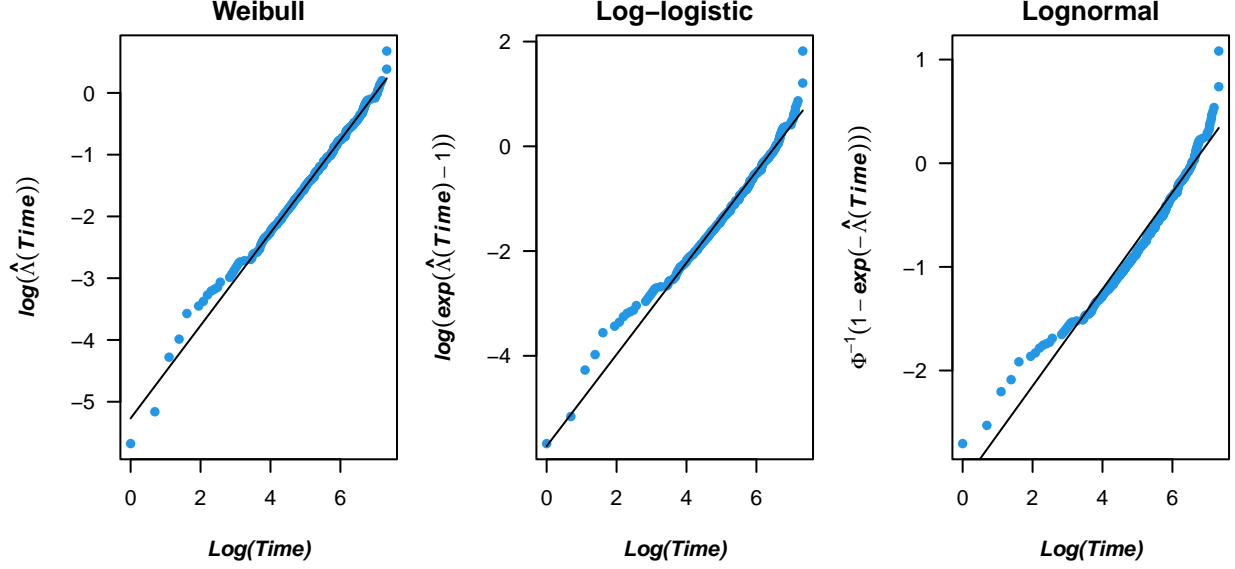 Weibull
log(Λ̂(Time))
0
−1
−2
−3
−4
−5
0 2 4 6
Log(Time)
Log−logistic
log(exp(Λ̂(Time)−1))
2
0
−2
−4
0 2 4 6
Log(Time)
Lognormal
Φ⁻¹(1−exp(−Λ̂(Time)))
1
0
−1
−2
0 2 4 6
Log(Time)